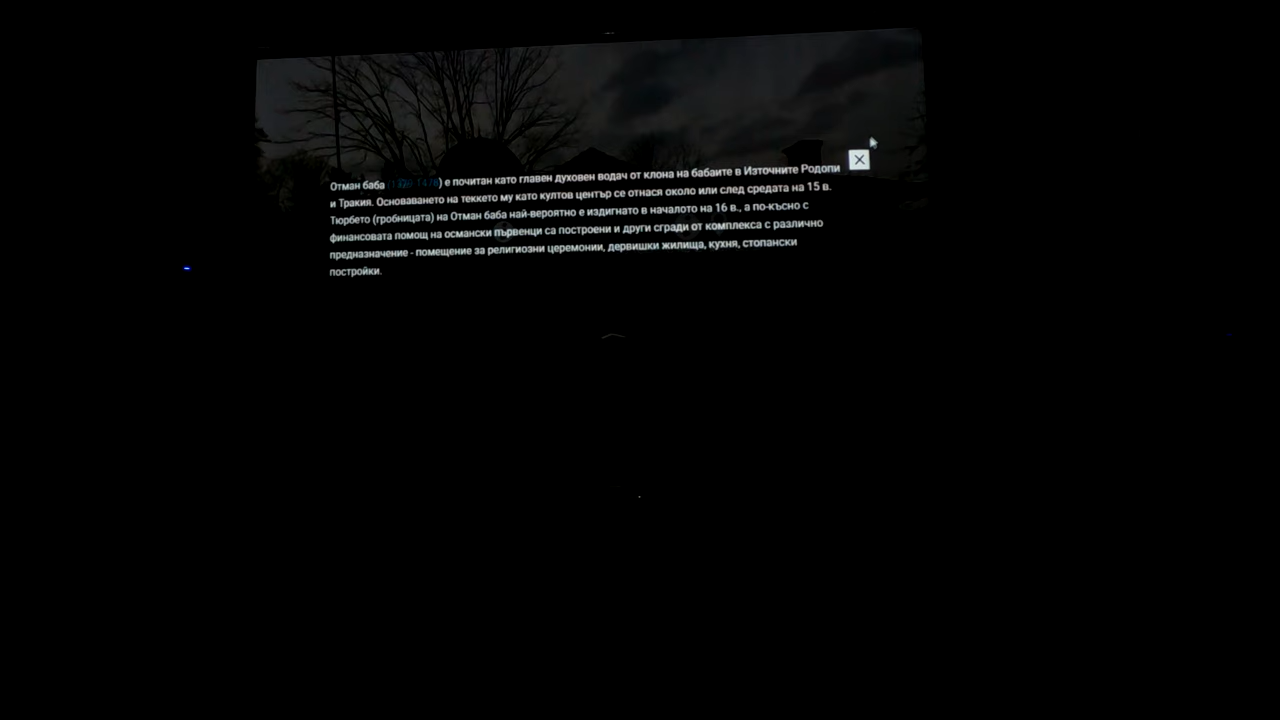 Отман баба ) е почитан като главен духовен водач от клона на бабаите в Източните Родопи
и Тракия. Основаването на теккето му като култов център се отнася около или след средата на 15 в.
Тюрбето (гробницата) на Отман баба най-вероятно е издигнато в началото на 16 в., а по-късно с
финансовата помощ на османски първенци са построени и други сгради от комплекса с различно
предназначение - помещение за религиозни церемонии, дервишки жилища, кухня, стопански
постройки.